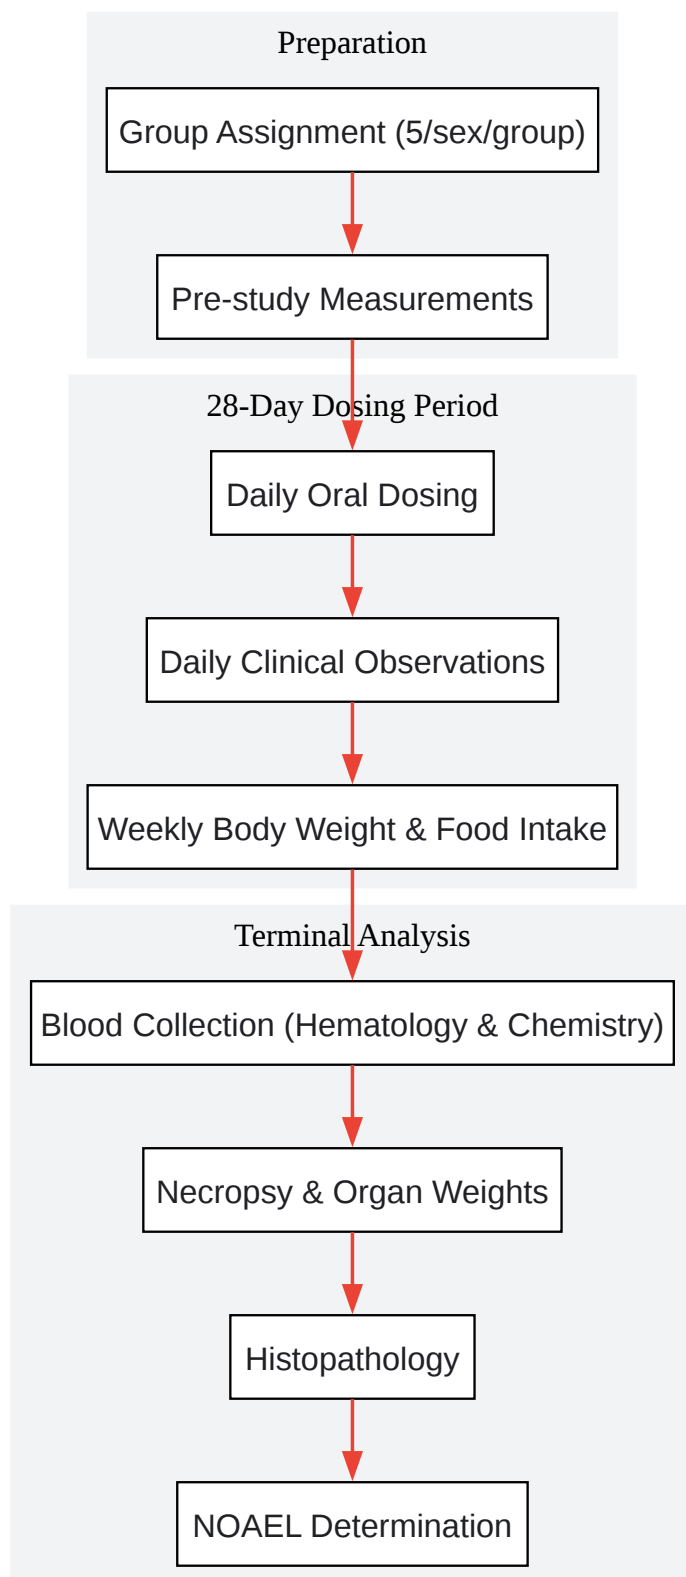 Preparation
Group Assignment (5/sex/group)
Pre-study Measurements
28-Day Dosing Period
Daily Oral Dosing
Daily Clinical Observations
Weekly Body Weight & Food Intake
Terminal Analysis
Blood Collection (Hematology & Chemistry)
Necropsy & Organ Weights
Histopathology
NOAEL Determination